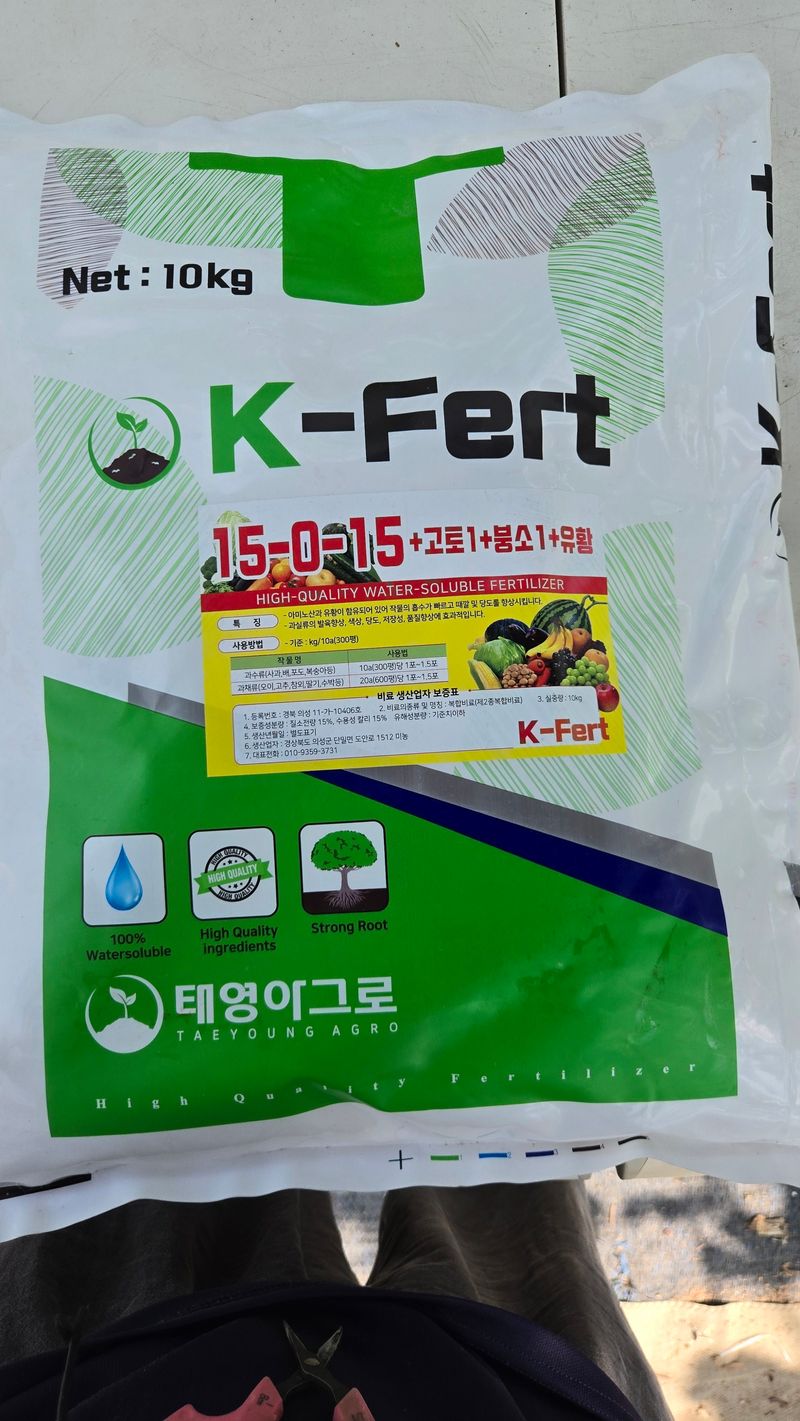 Net : 10kg
K-Fert
15-0-15+고토1+붕소1+유황
HIGH-QUALITY WATER-SOLUBLE FERTILIZER
특 징
- 아미노산과 유황이 함유되어 있어 작물의 흡수가 빠르고 때깔 및 당도를 향상시킵니다.
- 과실류의 발육향상, 색상, 당도, 저장성, 품질향상에 효과적입니다.
사용방법 - 기준 : kg/10a(300평)
작 물 명 사용법
과수류(사과,배,포도,복숭아등) 10a(300평)당 1포~1.5포
과채류(오이,고추,참외,딸기,수박등) 20a(600평)당 1포~1.5포
비료 생산업자 보증표
1. 등록번호 : 경북 의성 11-가-10406호 2. 비료의종류 및 명칭 : 복합비료(제2종복합비료) 3. 실중량 : 10kg
4. 보증성분량 : 질소전량 15%, 수용성 칼리 15% 유해성분량 : 기준치이하
5. 생산년월일 : 별도표기
6. 생산업자 : 경상북도 의성군 단밀면 도안로 1512 미농
7. 대표전화 : 010-9359-3731
K-Fert
HIGH QUALITY
HIGH QUALITY
HIGH QUALITY
100%
Watersoluble
High Quality
ingredients
Strong Root
태영아그로
TAEYOUNG AGRO
High Quality Fertilizer